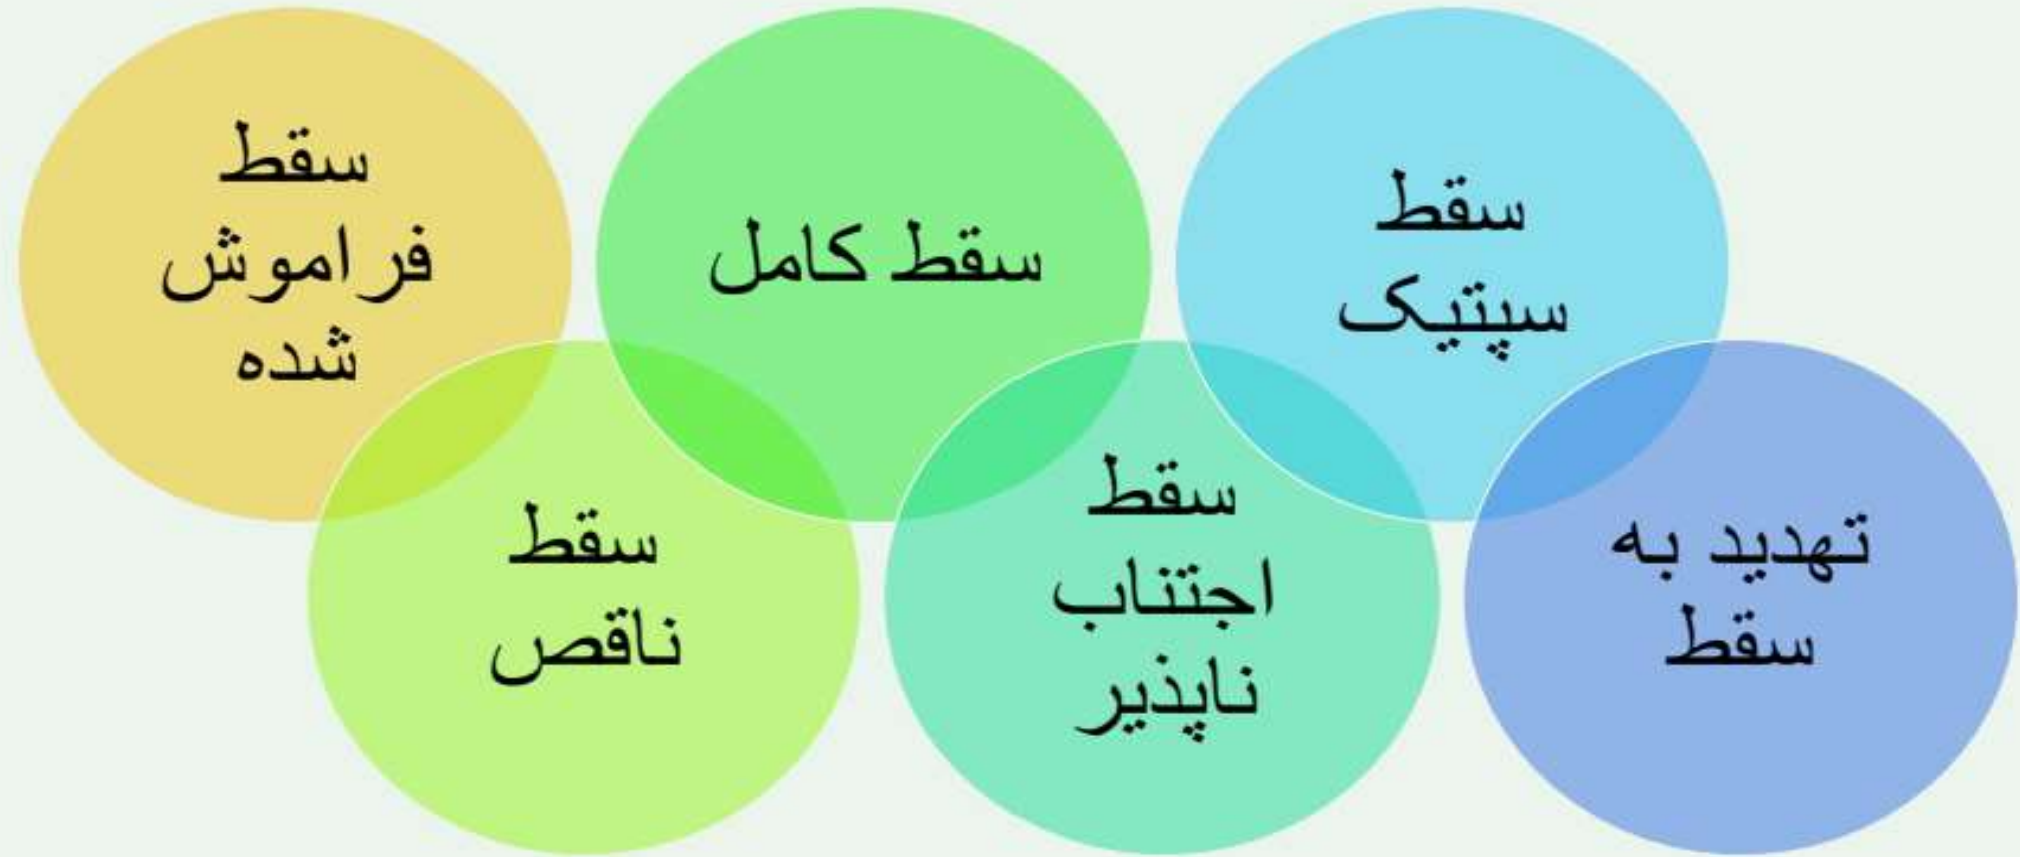 سقط
سپتیک
سقط کامل
سقط
فراموش
شده
تهدید به
سقط
سقط
اجتناب
ناپذیر
سقط
ناقص